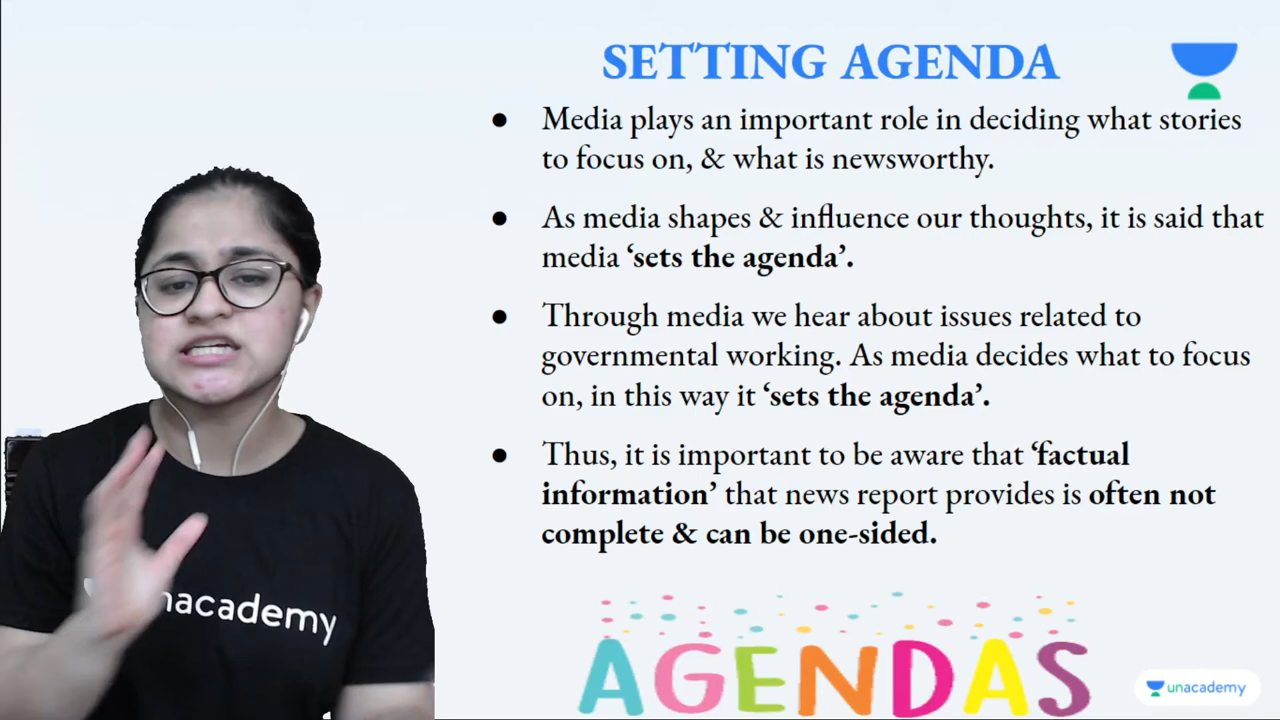 SETTING AGENDA
● Media plays an important role in deciding what stories
to focus on, & what is newsworthy.
● As media shapes & influence our thoughts, it is said that
media ‘sets the agenda’.
● Through media we hear about issues related to
governmental working. As media decides what to focus
on, in this way it ‘sets the agenda’.
● Thus, it is important to be aware that ‘factual
information’ that news report provides is often not
complete & can be one-sided.
unacademy
AGENDAS
unacademy